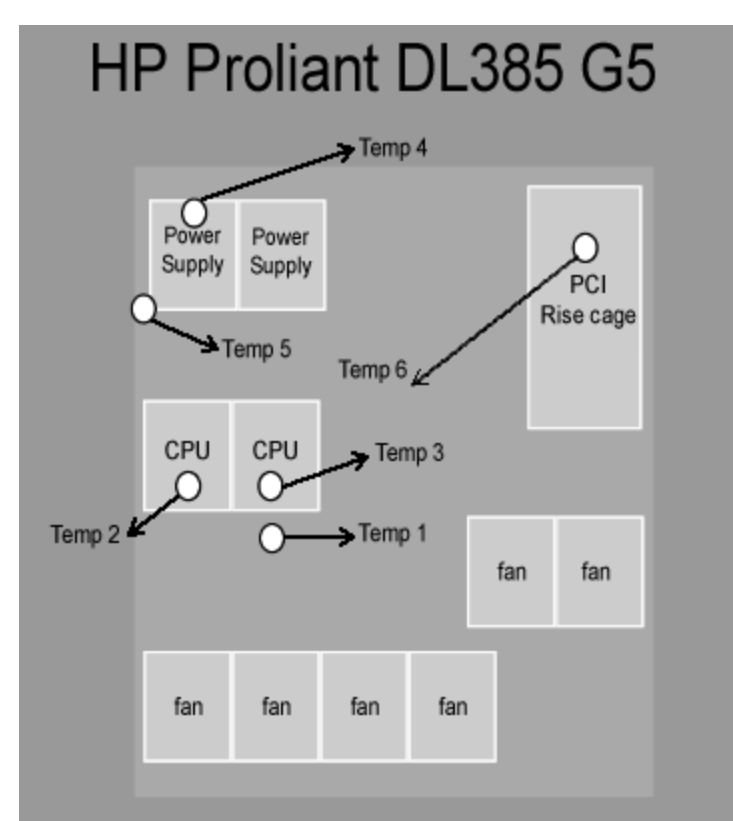 HP Proliant DL385 G5
Temp 4
Power
Supply
Power
Supply
PCI
Rise cage
Temp 5
Temp 6
CPU
CPU
Temp 3
Temp 2
Temp 1
fan
fan
fan
fan
fan
fan